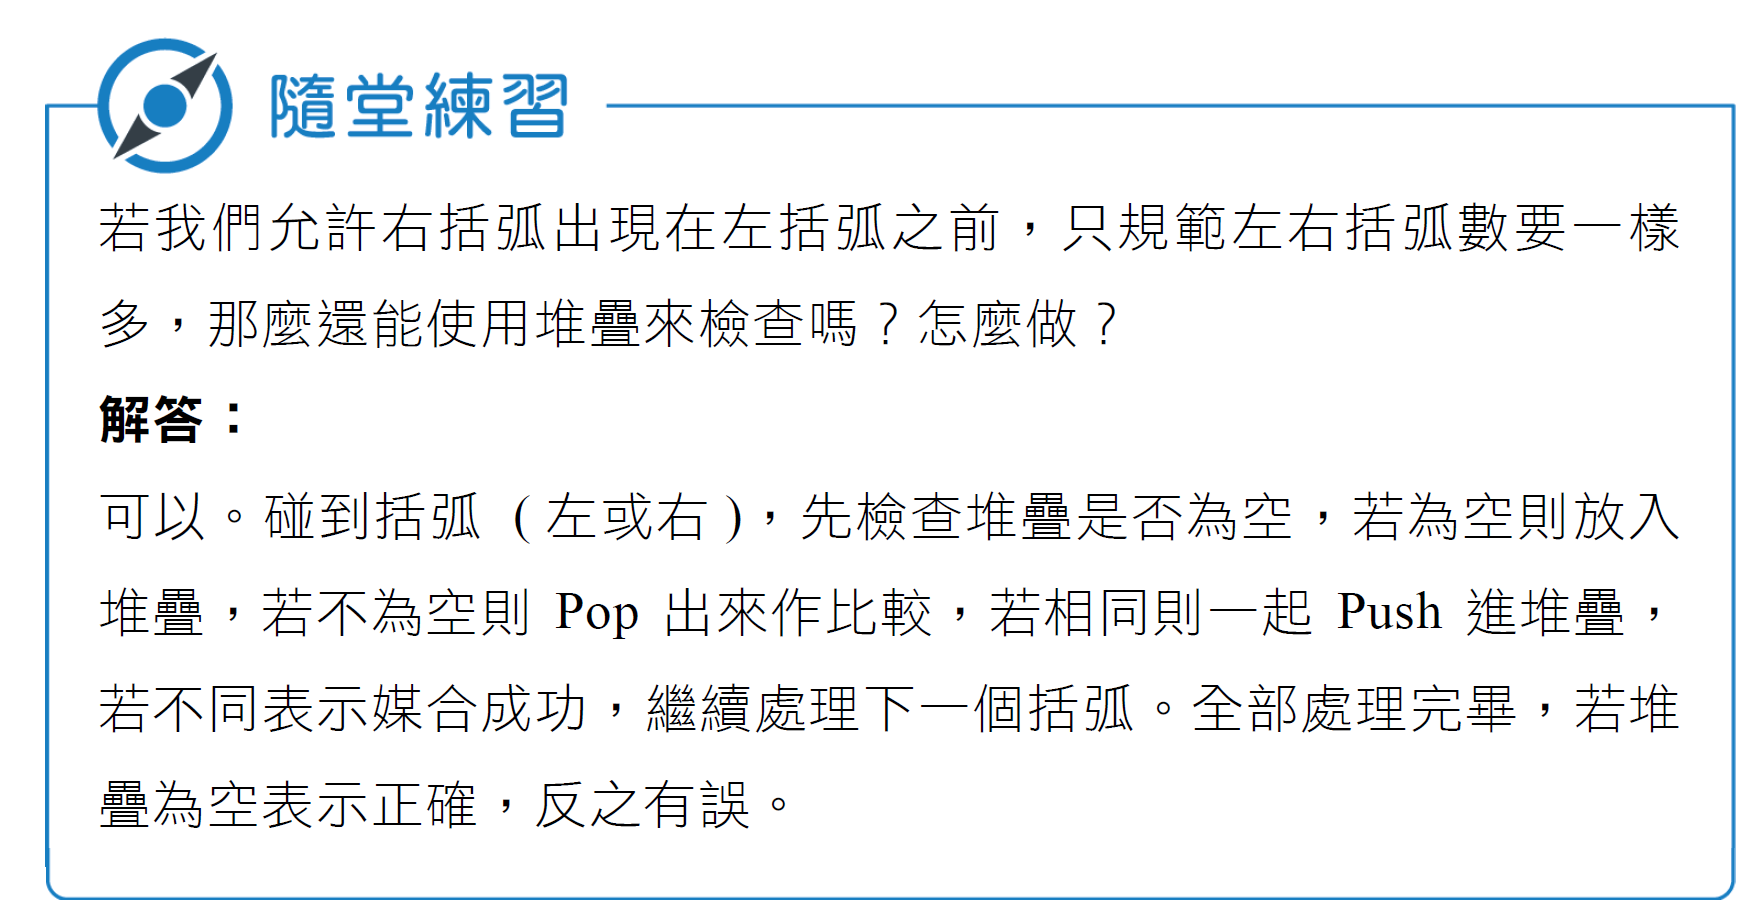 隨堂練習
若我們允許右括弧出現在左括弧之前，只規範左右括弧數要一樣
多，那麼還能使用堆疊來檢查嗎？怎麼做？
解答：
可以。碰到括弧 ( 左或右 )，先檢查堆疊是否為空，若為空則放入
堆疊，若不為空則 Pop 出來作比較，若相同則一起 Push 進堆疊，
若不同表示媒合成功，繼續處理下一個括弧。全部處理完畢，若堆
疊為空表示正確，反之有誤。